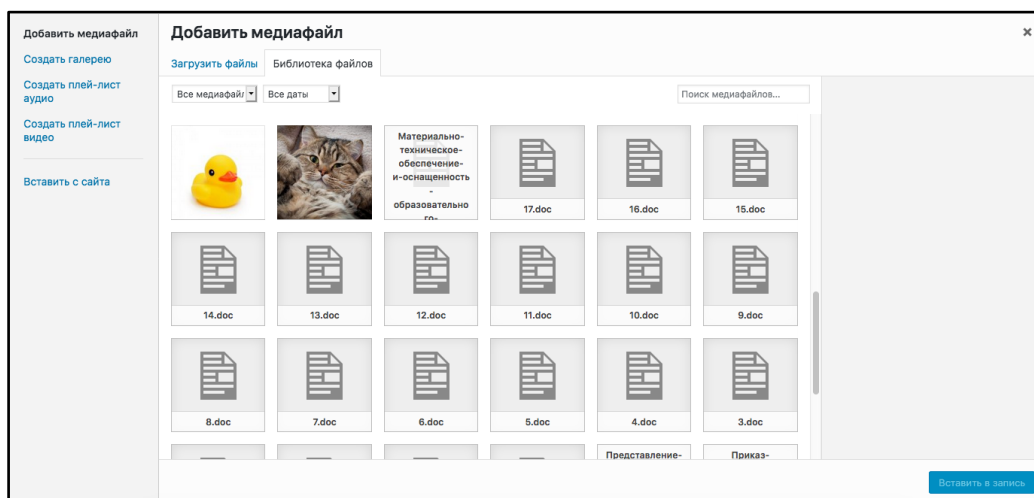 Добавить медиафайл
Создать галерею
Создать плей-лист
аудио
Создать плей-лист
видео
Вставить с сайта
Добавить медиафайл
×
Загрузить файлы
Библиотека файлов
Все медиафай
Все даты
Поиск медиафайлов...
Материально-
техническое-
обеспечение-
и-оснащенность
-
образовательно
го-
17.doc
16.doc
15.doc
14.doc
13.doc
12.doc
11.doc
10.doc
9.doc
8.doc
7.doc
6.doc
5.doc
4.doc
3.doc
Представление-
Приказ-
Вставить в запись